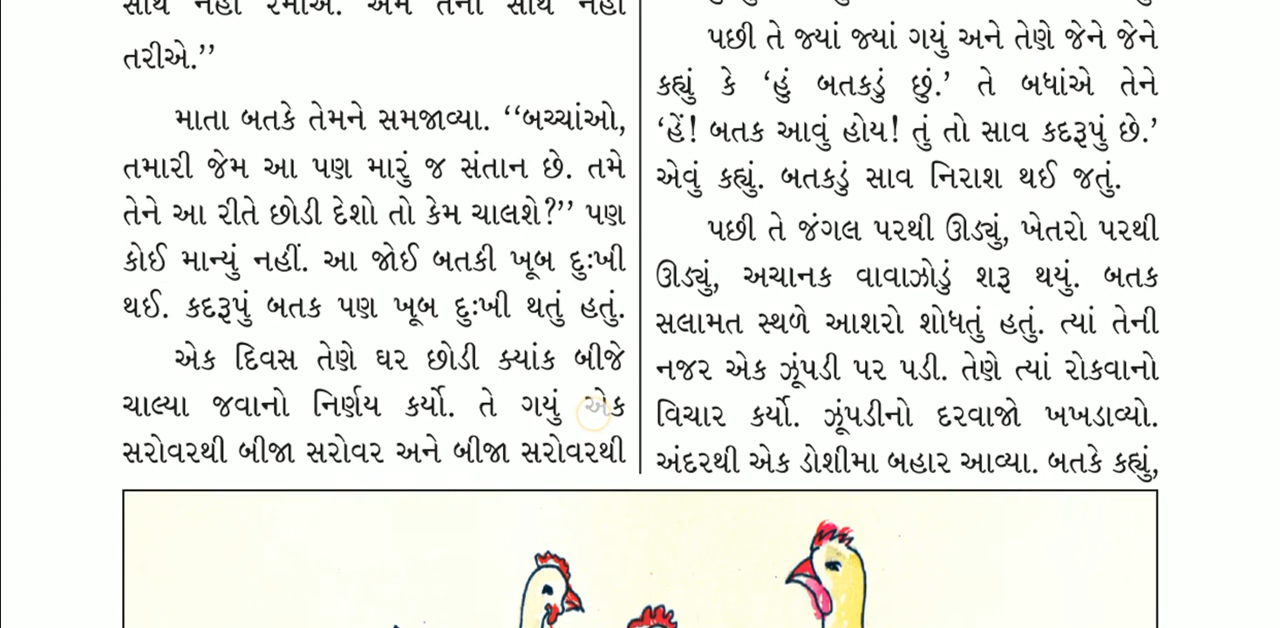 સાથે નહીં રમીએ. અમે તેની સાથે નહીં
તરીએ.’’
માતા બતકે તેમને સમજાવ્યા. ‘‘બચ્ચાંઓ,
તમારી જેમ આ પણ મારું જ સંતાન છે. તમે
તેને આ રીતે છોડી દેશો તો કેમ ચાલશે?’’ પણ
કોઈ માન્યું નહીં. આ જોઈ બતકી ખૂબ દુઃખી
થઈ. કદરૂપું બતક પણ ખૂબ દુઃખી થતું હતું.
એક દિવસ તેણે ઘર છોડી ક્યાંક બીજે
ચાલ્યા જવાનો નિર્ણય કર્યો. તે ગયું એક
સરોવરથી બીજા સરોવર અને બીજા સરોવરથી
પછી તે જ્યાં જ્યાં ગયું અને તેણે જેને જેને
કહ્યું કે ‘હું બતકડું છું.’ તે બધાંએ તેને
‘હેં! બતક આવું હોય! તું તો સાવ કદરૂપું છે.’
એવું કહ્યું. બતકડું સાવ નિરાશ થઈ જતું.
પછી તે જંગલ પરથી ઊડ્યું, ખેતરો પરથી
ઊડ્યું, અચાનક વાવાઝોડું શરૂ થયું. બતક
સલામત સ્થળે આશરો શોધતું હતું. ત્યાં તેની
નજર એક ઝૂંપડી પર પડી. તેણે ત્યાં રોકવાનો
વિચાર કર્યો. ઝૂંપડીનો દરવાજો ખખડાવ્યો.
અંદરથી એક ડોશીમા બહાર આવ્યા. બતકે કહ્યું,